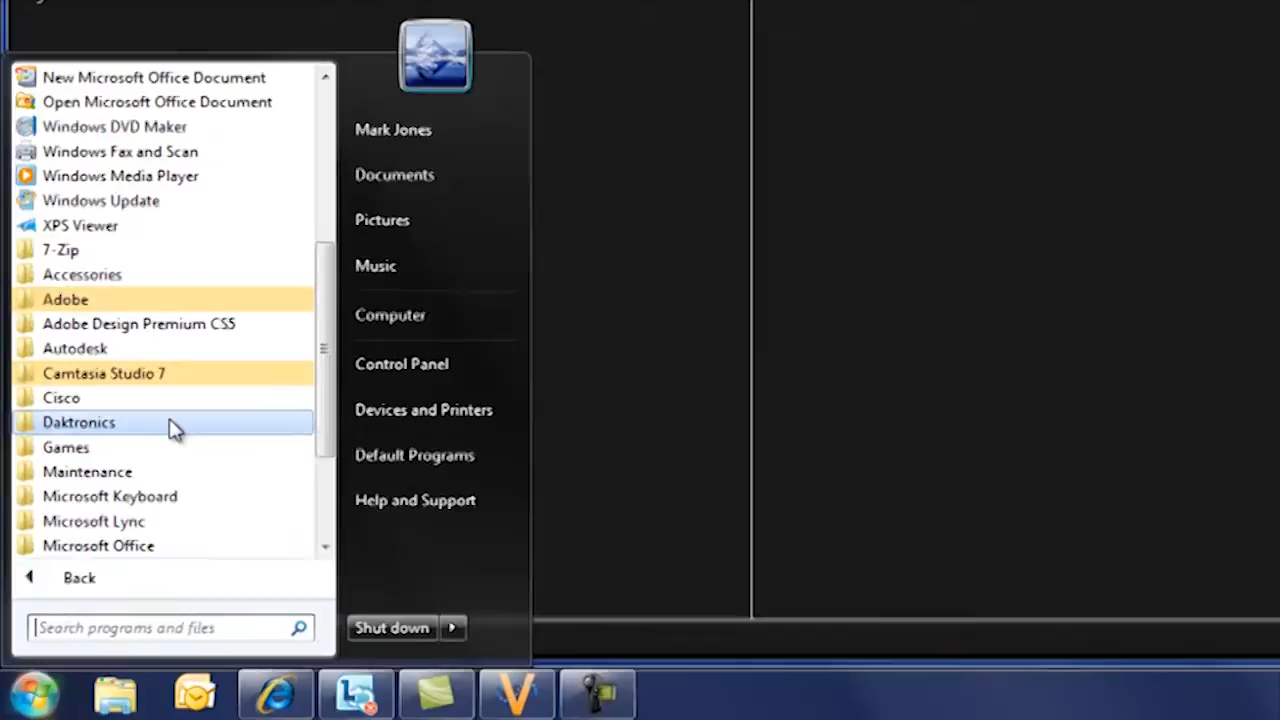 New Microsoft Office Document
Open Microsoft Office Document
Windows DVD Maker
Windows Fax and Scan
Windows Media Player
Windows Update
XPS Viewer
7-Zip
Accessories
Adobe
Adobe Design Premium CS5
Autodesk
Camtasia Studio 7
Cisco
Daktronics
Games
Maintenance
Microsoft Keyboard
Microsoft Lync
Microsoft Office
Back
Search programs and files
Mark Jones
Documents
Pictures
Music
Computer
Control Panel
Devices and Printers
Default Programs
Help and Support
Shut down